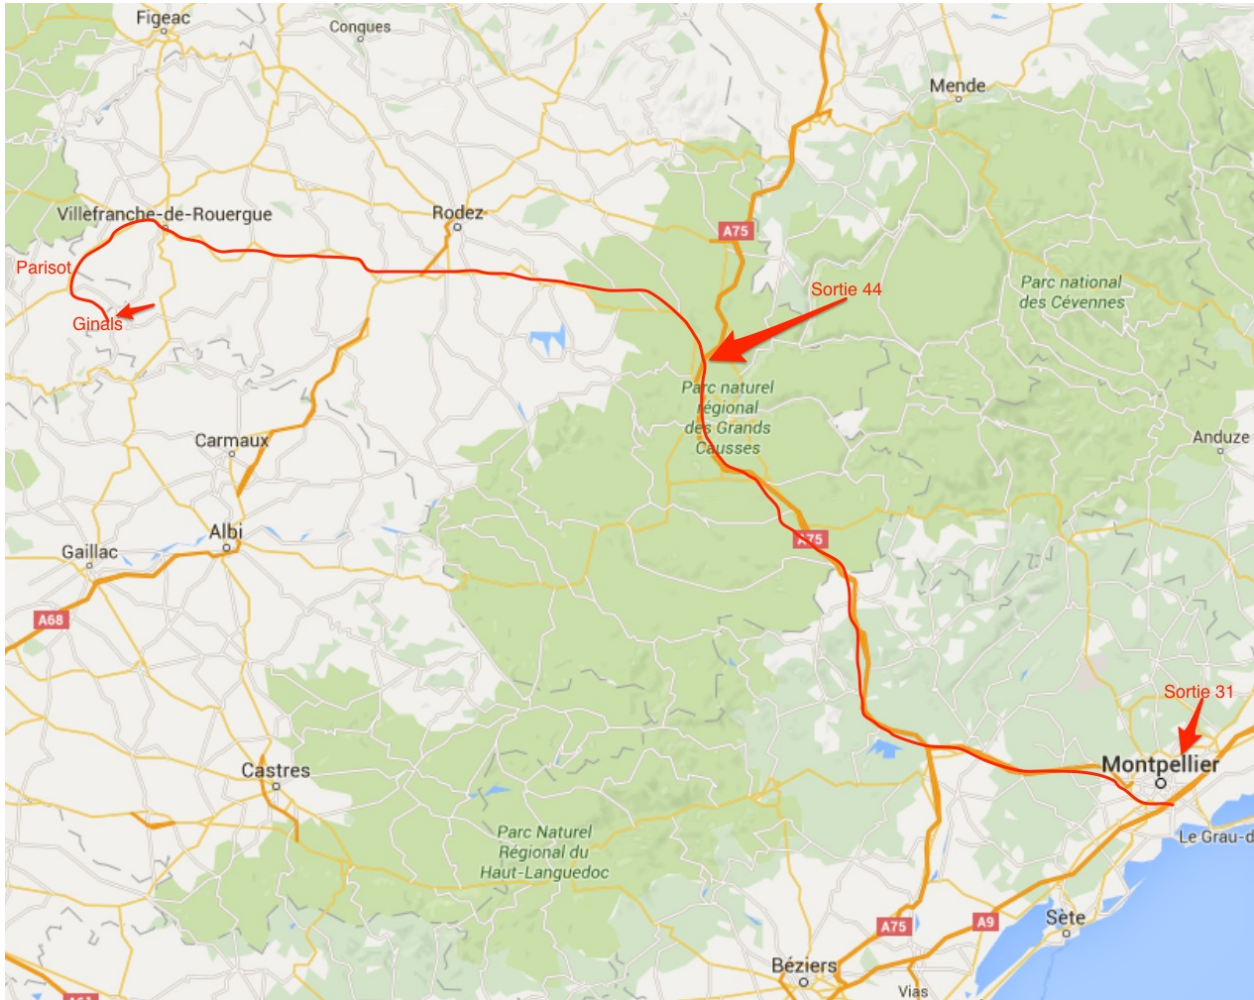 Figeac
Conques
Mende
Villefranche-de-Rouergue
Rodez
A75
Parisot
Sortie 44
Parc national
des Cévennes
Ginals
Parc naturel
régional
des Grands
Causses
Carmaux
Anduze
Albi
A75
Gaillac
A68
Sortie 31
Castres
Montpellier
Parc Naturel
Régional du
Haut-Languedoc
Le Grau-d
Sète
A75
A9
Béziers
Vias
A61